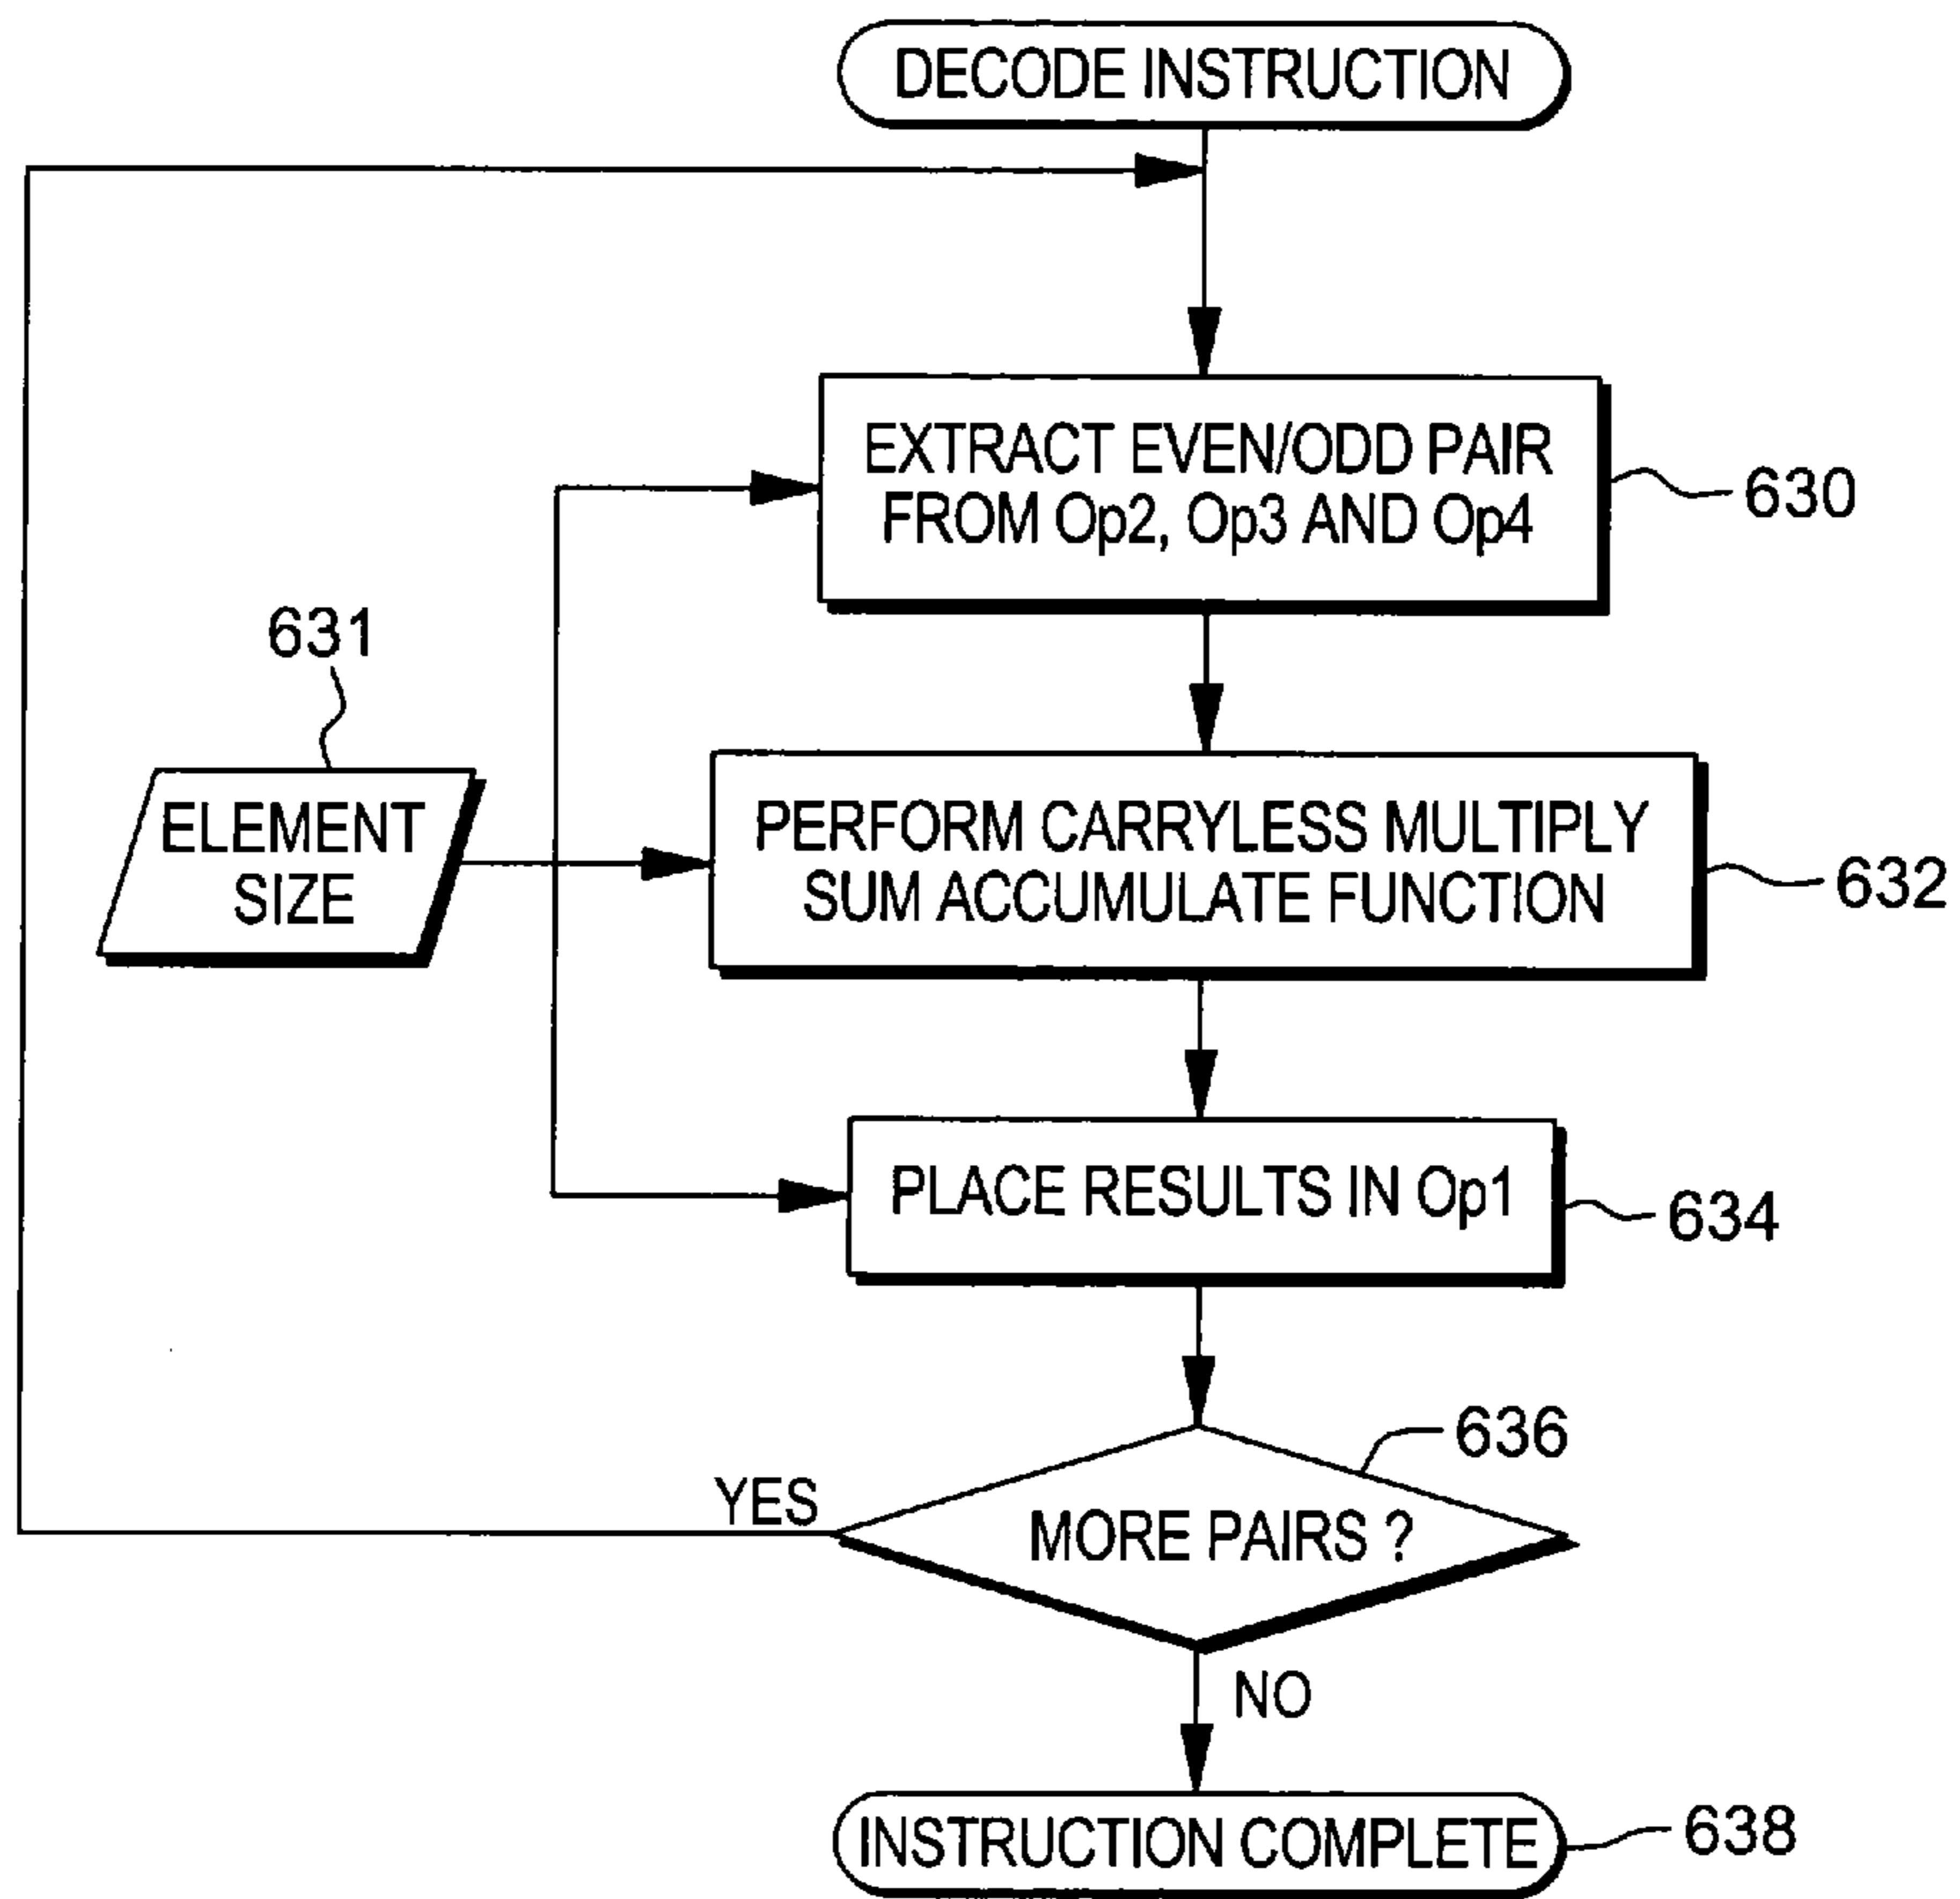 DECODE INSTRUCTION
EXTRACT EVEN/ODD PAIR
FROM Op2, Op3 AND Op4
630
631
ELEMENT
SIZE
PERFORM CARRYLESS MULTIPLY
SUM ACCUMULATE FUNCTION
632
PLACE RESULTS IN Op1
634
636
YES
MORE PAIRS ?
NO
INSTRUCTION COMPLETE
638